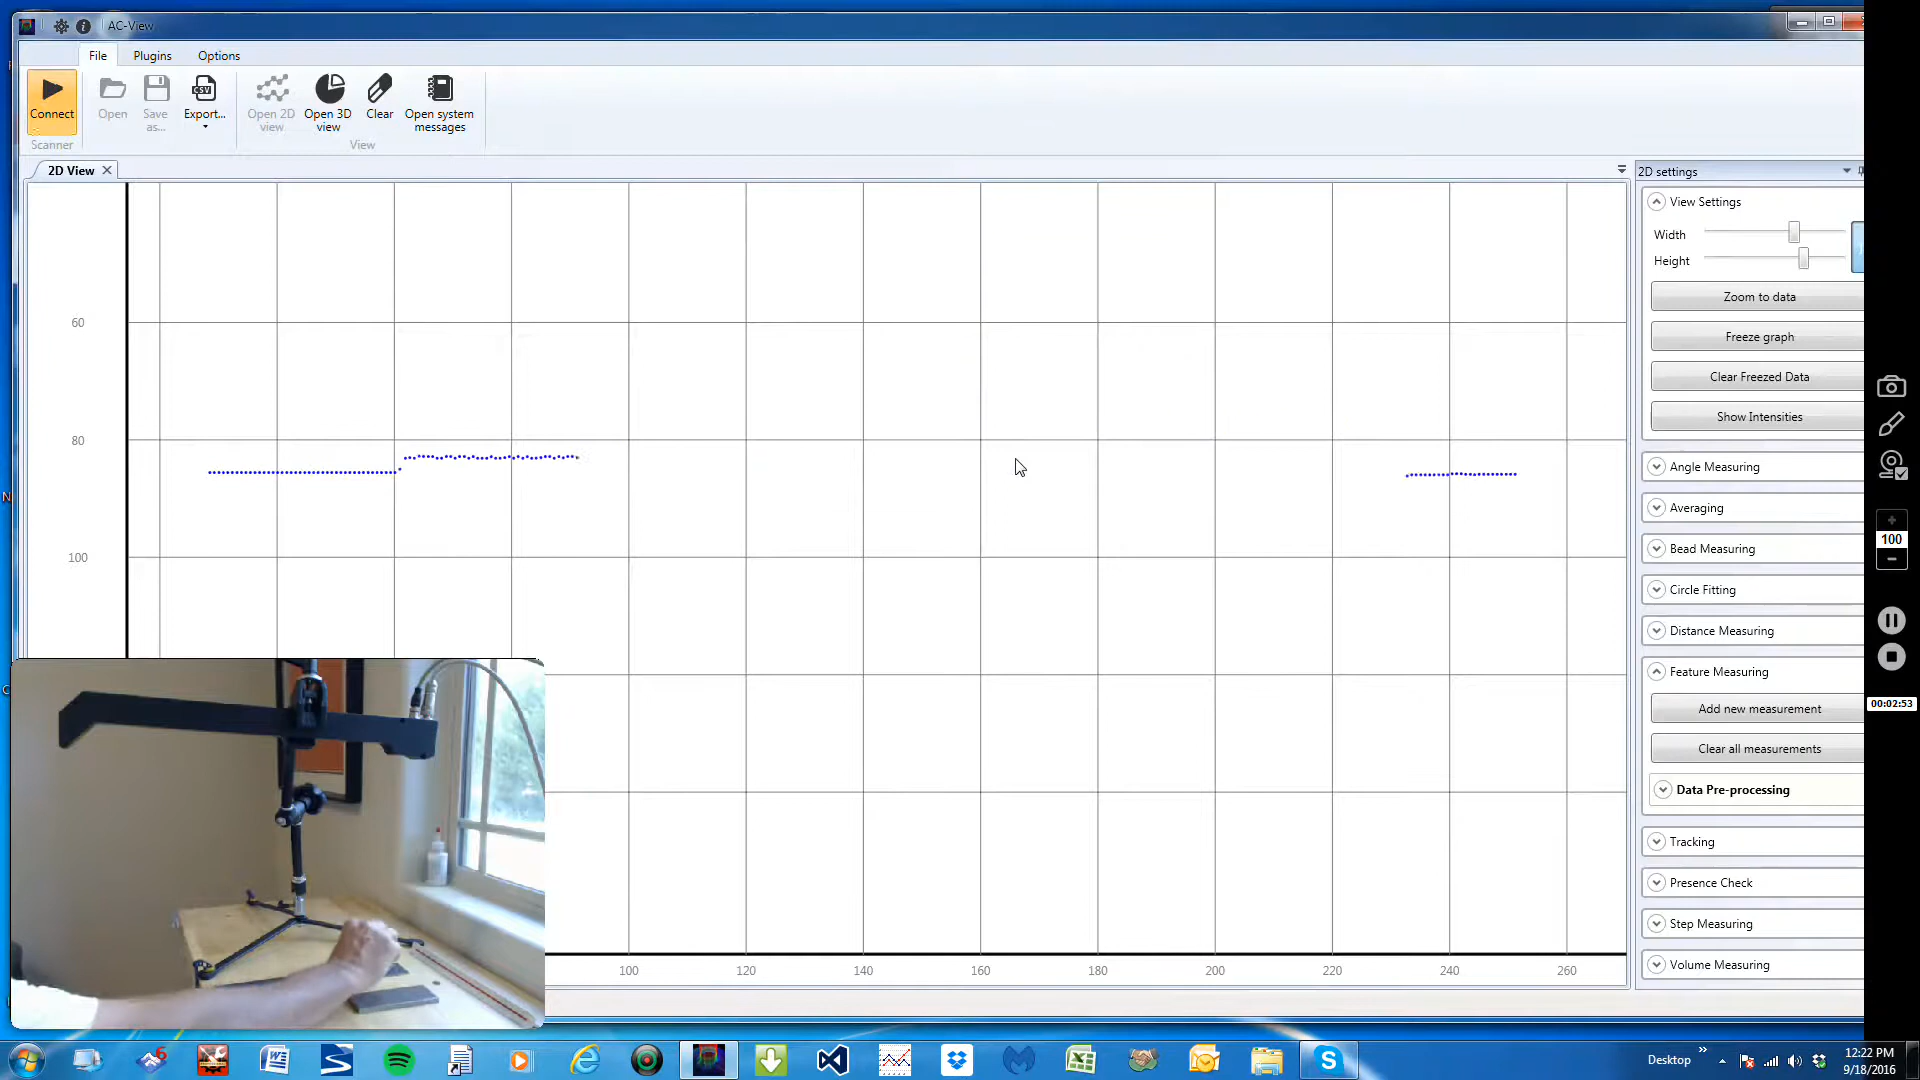 AC-View
File Plugins Options
Connect Open Save as... Export... Open 2D view Open 3D view Clear Open system messages
Scanner View
2D View
2D settings
View Settings
Width
Height
Zoom to data
Freeze graph
Clear Freezed Data
Show Intensities
Angle Measuring
Averaging
Bead Measuring
Circle Fitting
Distance Measuring
Feature Measuring
Add new measurement
Clear all measurements
Data Pre-processing
Tracking
Presence Check
Step Measuring
Volume Measuring
60
80
100
100 120 140 160 180 200 220 240 260
100
00:02:53
Desktop
12:22 PM
9/18/2016